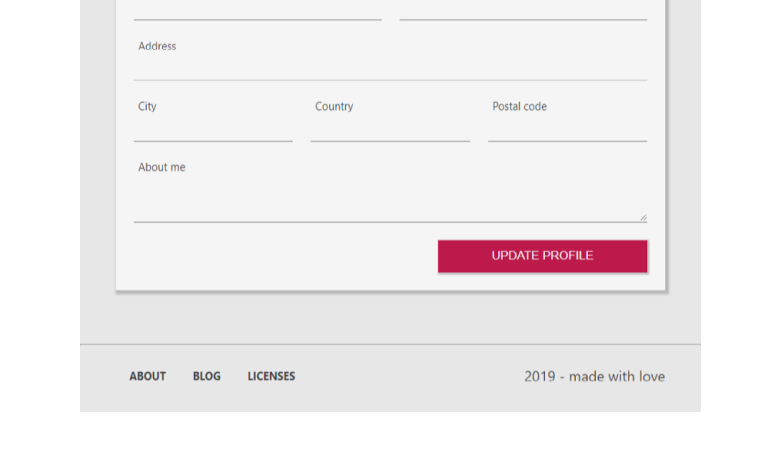 Address
City Country Postal code
About me
UPDATE PROFILE
ABOUT BLOG LICENSES 2019 - made with love